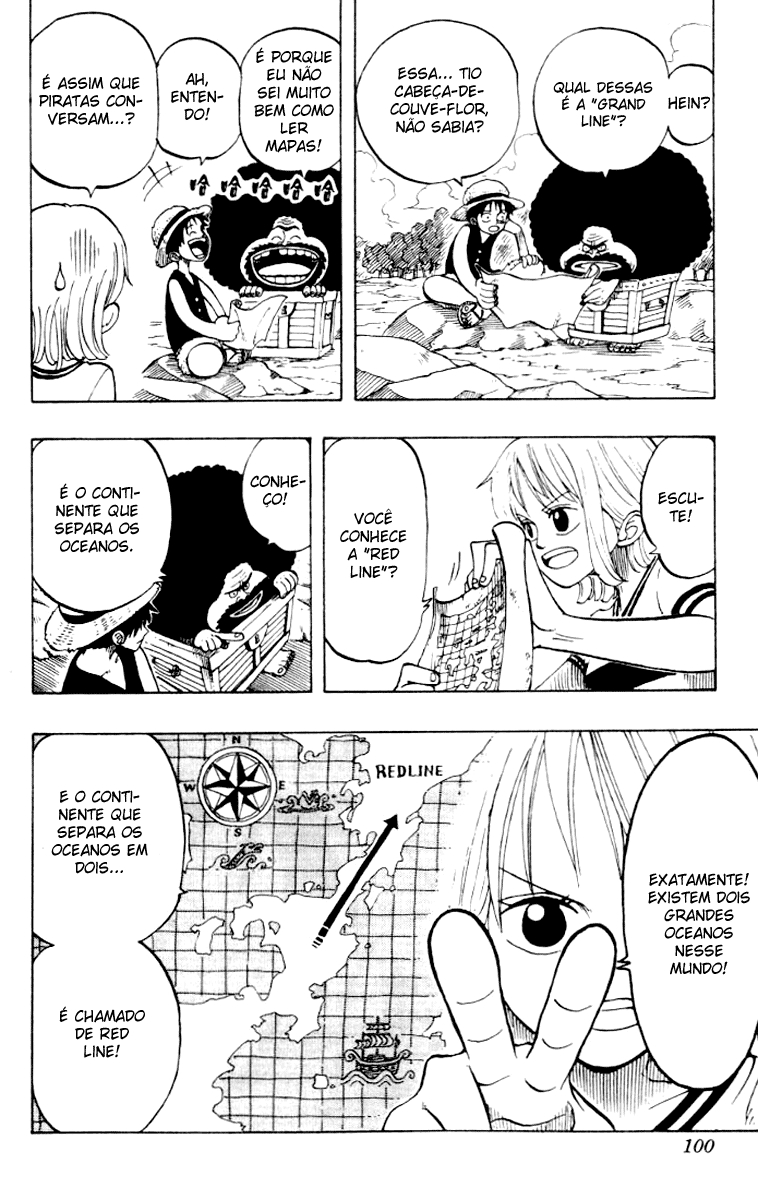 HEIN?
QUAL DESSAS
É A "GRAND
LINE"?
ESSA... TIO
CABEÇA-DE-
COUVE-FLOR,
NÃO SABIA?
É PORQUE
EU NÃO
SEI MUITO
BEM COMO
LER
MAPAS!
AH,
ENTEN-
DO!
É ASSIM QUE
PIRATAS CON-
VERSAM...?
ESCU-
TE!
VOCÊ
CONHECE
A "RED
LINE"?
CONHE-
ÇO!
É O CONTI-
NENTE QUE
SEPARA OS
OCEANOS.
EXATAMENTE!
EXISTEM DOIS
GRANDES
OCEANOS
NESSE
MUNDO!
REDLINE
N
W
E
S
E O CONTI-
NENTE QUE
SEPARA OS
OCEANOS EM
DOIS...
É CHAMADO
DE RED
LINE!
100